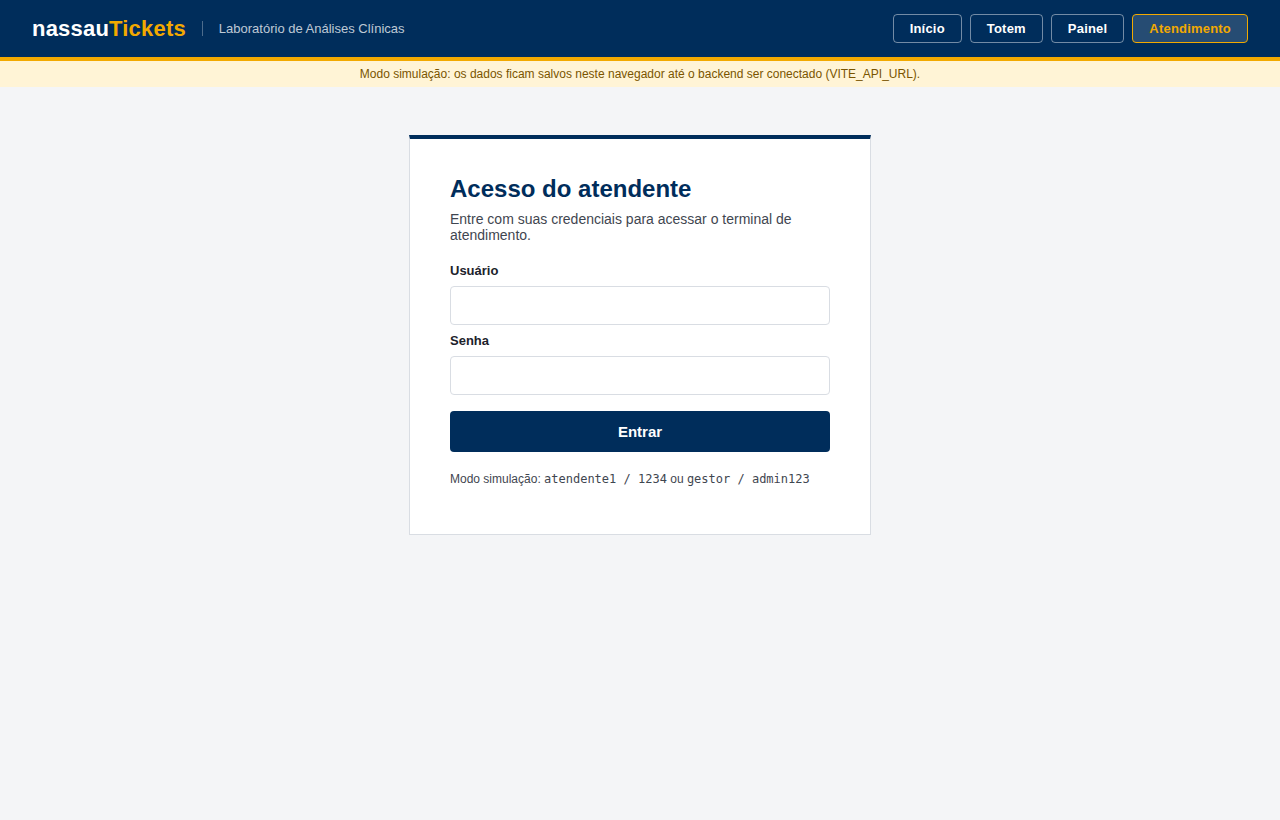 nassauTickets
Laboratório de Análises Clínicas
Início
Totem
Painel
Atendimento
Modo simulação: os dados ficam salvos neste navegador até o backend ser conectado (VITE_API_URL).
Acesso do atendente
Entre com suas credenciais para acessar o terminal de
atendimento.
Usuário
Senha
Entrar
Modo simulação: atendente1 / 1234 ou gestor / admin123